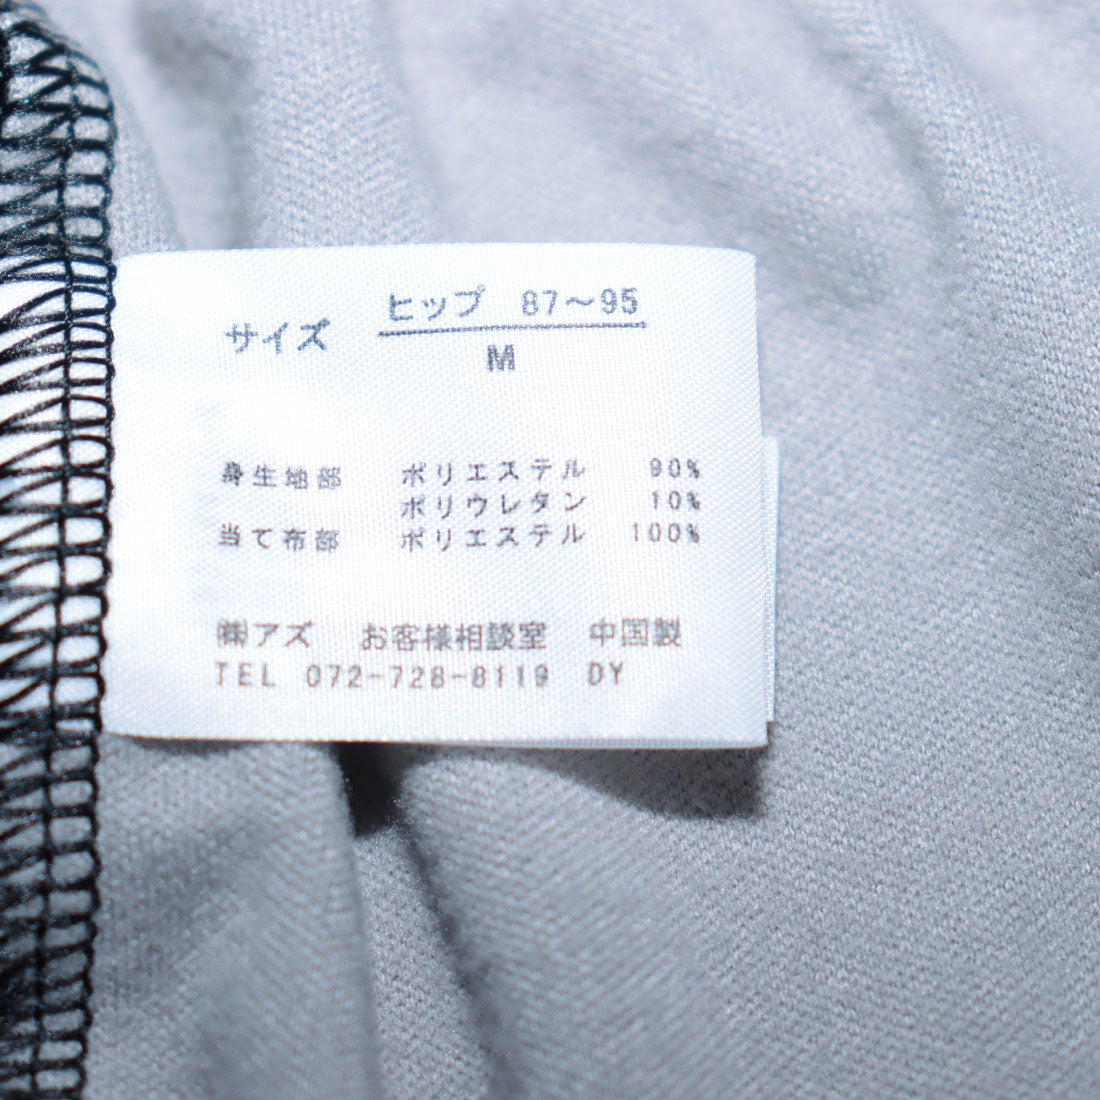 サイズ ヒップ 87〜95
M
身生地部 ポリエステル 90%
ポリウレタン 10%
当て布部 ポリエステル 100%
㈱アズ お客様相談室 中国製
TEL 072-728-8119 DY